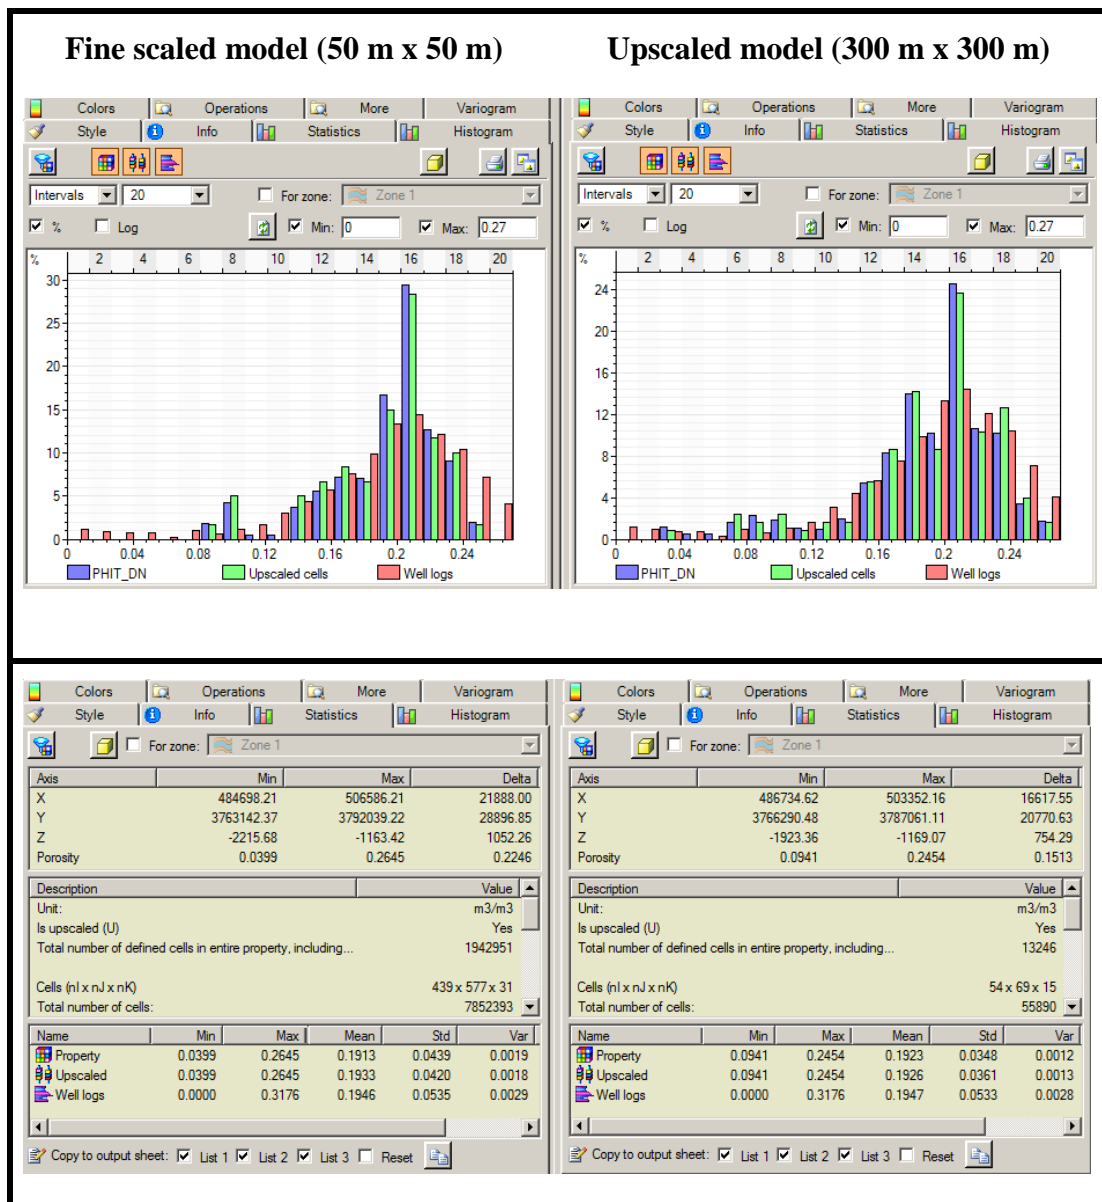 Fine scaled model (50 m x 50 m) Upscaled model (300 m x 300 m)
Colors Operations More Variogram
Style Info Statistics Histogram
Intervals 20 For zone: Zone 1
% Log Min: 0 Max: 0.27
% 2 4 6 8 10 12 14 16 18 20
30
25
20
15
10
5
0
0 0.04 0.08 0.12 0.16 0.2 0.24
PHIT_DN Upscaled cells Well logs
Colors Operations More Variogram
Style Info Statistics Histogram
Intervals 20 For zone: Zone 1
% Log Min: 0 Max: 0.27
% 2 4 6 8 10 12 14 16 18 20
24
20
16
12
8
4
0
0 0.04 0.08 0.12 0.16 0.2 0.24
PHIT_DN Upscaled cells Well logs
Colors Operations More Variogram
Style Info Statistics Histogram
For zone: Zone 1
Axis Min Max Delta
X 484698.21 506586.21 21888.00
Y 3763142.37 3792039.22 28896.85
Z -2215.68 -1163.42 1052.26
Porosity 0.0399 0.2645 0.2246
Description Value
Unit: m3/m3
Is upscaled (U) Yes
Total number of defined cells in entire property, including... 1942951
Cells (nI x nJ x nK) 439 x 577 x 31
Total number of cells: 7852393
Name Min Max Mean Std Var
Property 0.0399 0.2645 0.1913 0.0439 0.0019
Upscaled 0.0399 0.2645 0.1933 0.0420 0.0018
Well logs 0.0000 0.3176 0.1946 0.0535 0.0029
Copy to output sheet: List 1 List 2 List 3 Reset
Colors Operations More Variogram
Style Info Statistics Histogram
For zone: Zone 1
Axis Min Max Delta
X 486734.62 503352.16 16617.55
Y 3766290.48 3787061.11 20770.63
Z -1923.36 -1169.07 754.29
Porosity 0.0941 0.2454 0.1513
Description Value
Unit: m3/m3
Is upscaled (U) Yes
Total number of defined cells in entire property, including... 13246
Cells (nI x nJ x nK) 54 x 69 x 15
Total number of cells: 55890
Name Min Max Mean Std Var
Property 0.0941 0.2454 0.1923 0.0348 0.0012
Upscaled 0.0941 0.2454 0.1926 0.0361 0.0013
Well logs 0.0000 0.3176 0.1947 0.0533 0.0028
Copy to output sheet: List 1 List 2 List 3 Reset